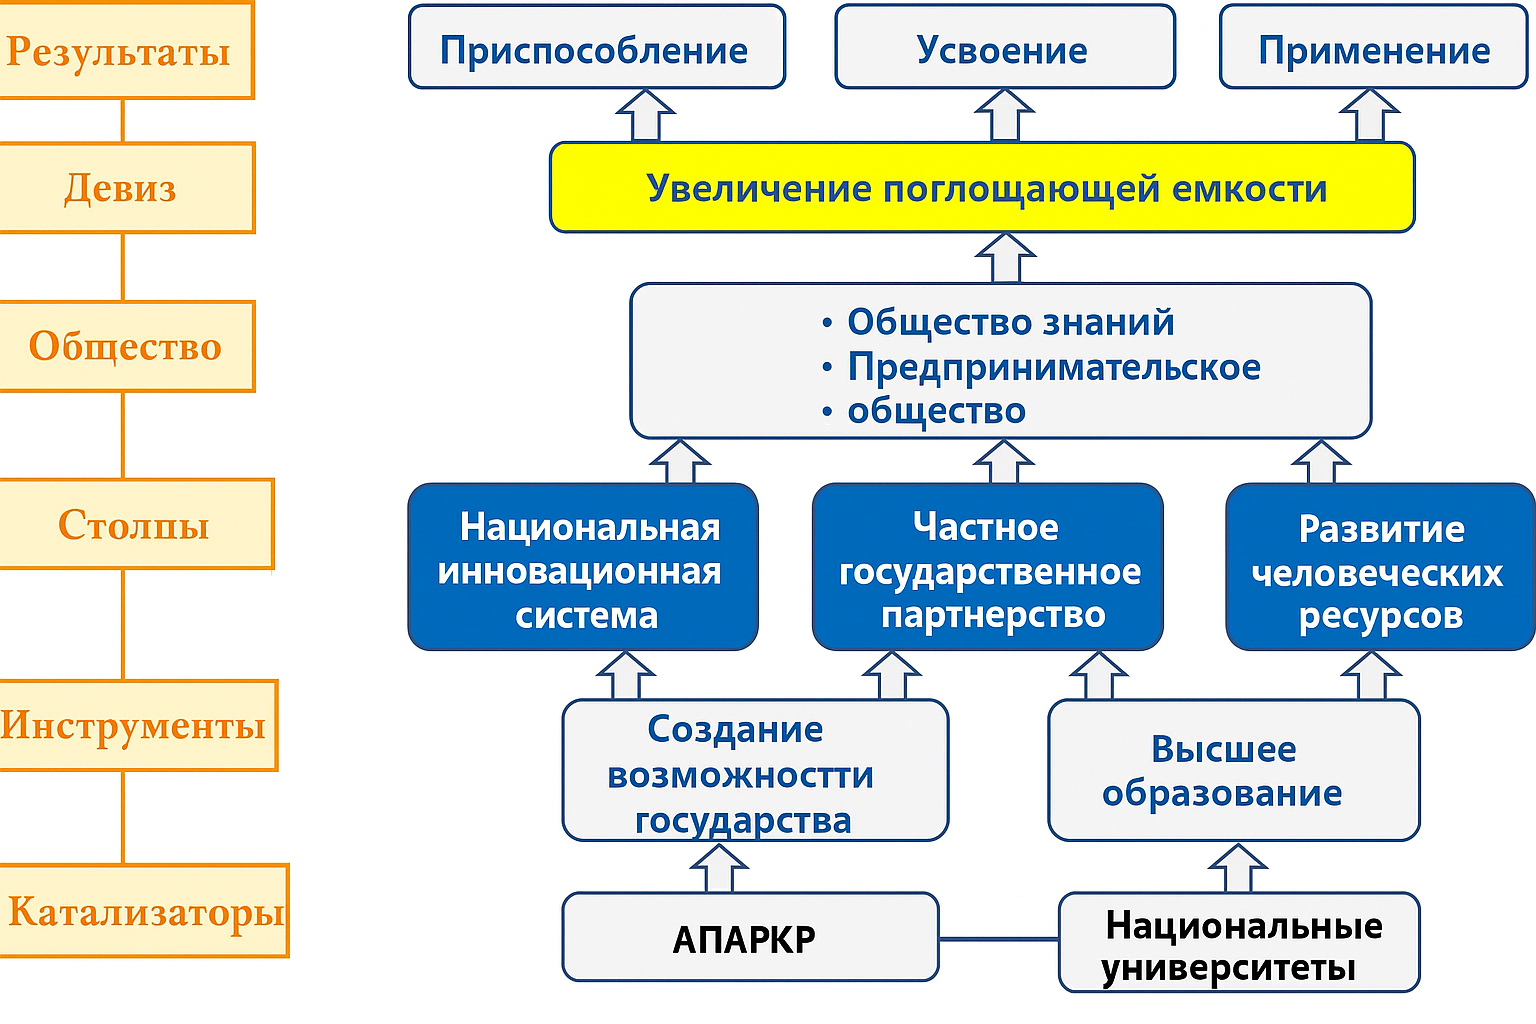 Результаты
Приспособление
Усвоение
Применение
Девиз
Увеличение поглощающей емкости
Общество
• Общество знаний
• Предпринимательское
• общество
Столпы
Национальная
инновационная
система
Частное
государственное
партнерство
Развитие
человеческих
ресурсов
Инструменты
Создание
возможностти
государства
Высшее
образование
Катализаторы
АПАРКР
Национальные
университеты